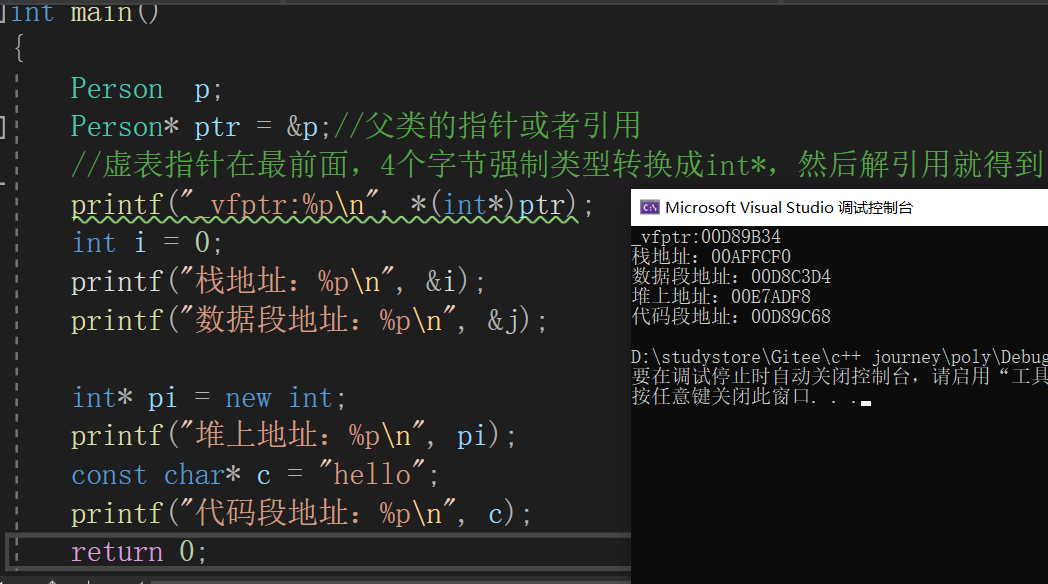 int main()
{
Person p;
Person* ptr = &p;//父类的指针或者引用
//虚表指针在最前面，4个字节强制类型转换成int*，然后解引用就得到
printf("_vfptr:%p\n", *(int*)ptr);
int i = 0;
printf("栈地址：%p\n", &i);
printf("数据段地址：%p\n", &j);
int* pi = new int;
printf("堆上地址：%p\n", pi);
const char* c = "hello";
printf("代码段地址：%p\n", c);
return 0;
Microsoft Visual Studio 调试控制台
_vfptr:00D89B34
栈地址：00AFFCF0
数据段地址：00D8C3D4
堆上地址：00E7ADF8
代码段地址：00D89C68
D:\studystore\Gitee\c++ journey\poly\Debug
要在调试停止时自动关闭控制台，请启用“工具
按任意键关闭此窗口. . .